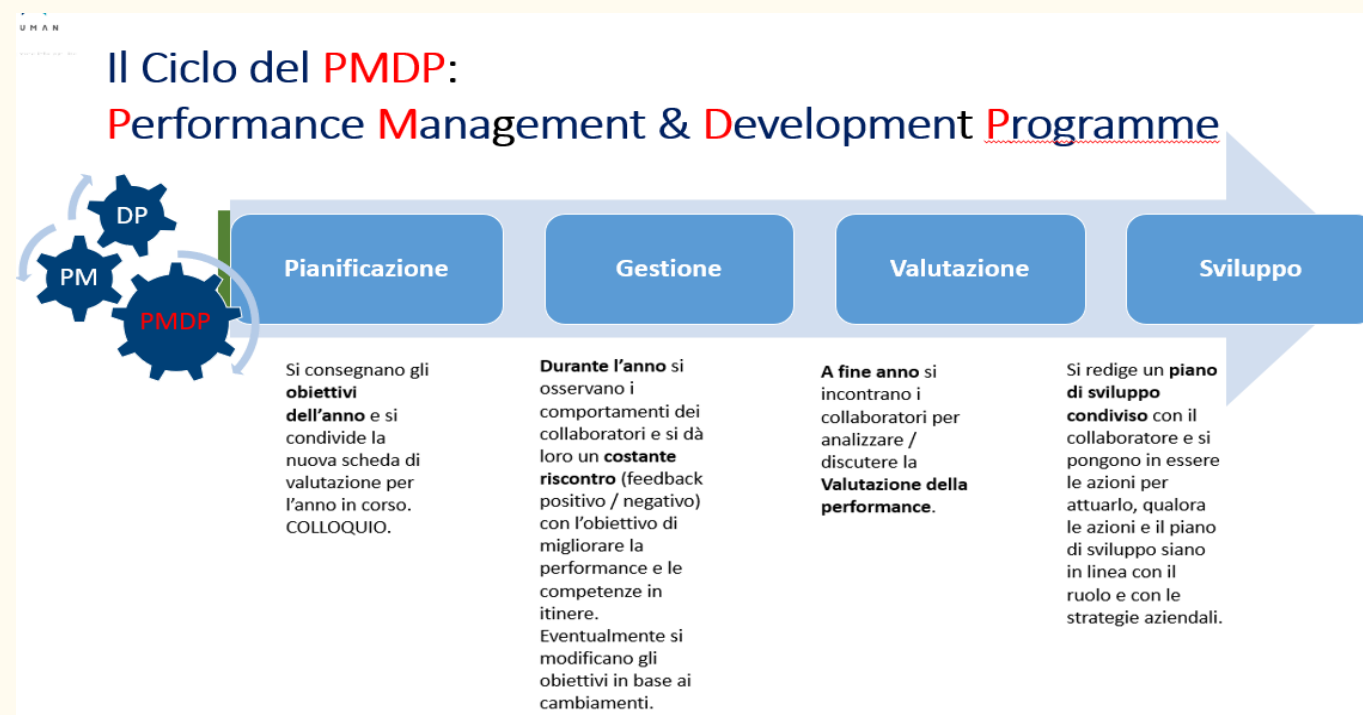 UMAN
Il Ciclo del PMDP:
Performance Management & Development Programme
DP
PM
PMDP
Pianificazione
Gestione
Valutazione
Sviluppo
Si consegnano gli
obiettivi
dell’anno e si
condivide la
nuova scheda di
valutazione per
l’anno in corso.
COLLOQUIO.
Durante l’anno si
osservano i
comportamenti dei
collaboratori e si dà
loro un costante
riscontro (feedback
positivo / negativo)
con l’obiettivo di
migliorare la
performance e le
competenze in
itinere.
Eventualmente si
modificano gli
obiettivi in base ai
cambiamenti.
A fine anno si
incontrano i
collaboratori per
analizzare /
discutere la
Valutazione della
performance.
Si redige un piano
di sviluppo
condiviso con il
collaboratore e si
pongono in essere
le azioni per
attuarlo, qualora
le azioni e il piano
di sviluppo siano
in linea con il
ruolo e con le
strategie aziendali.